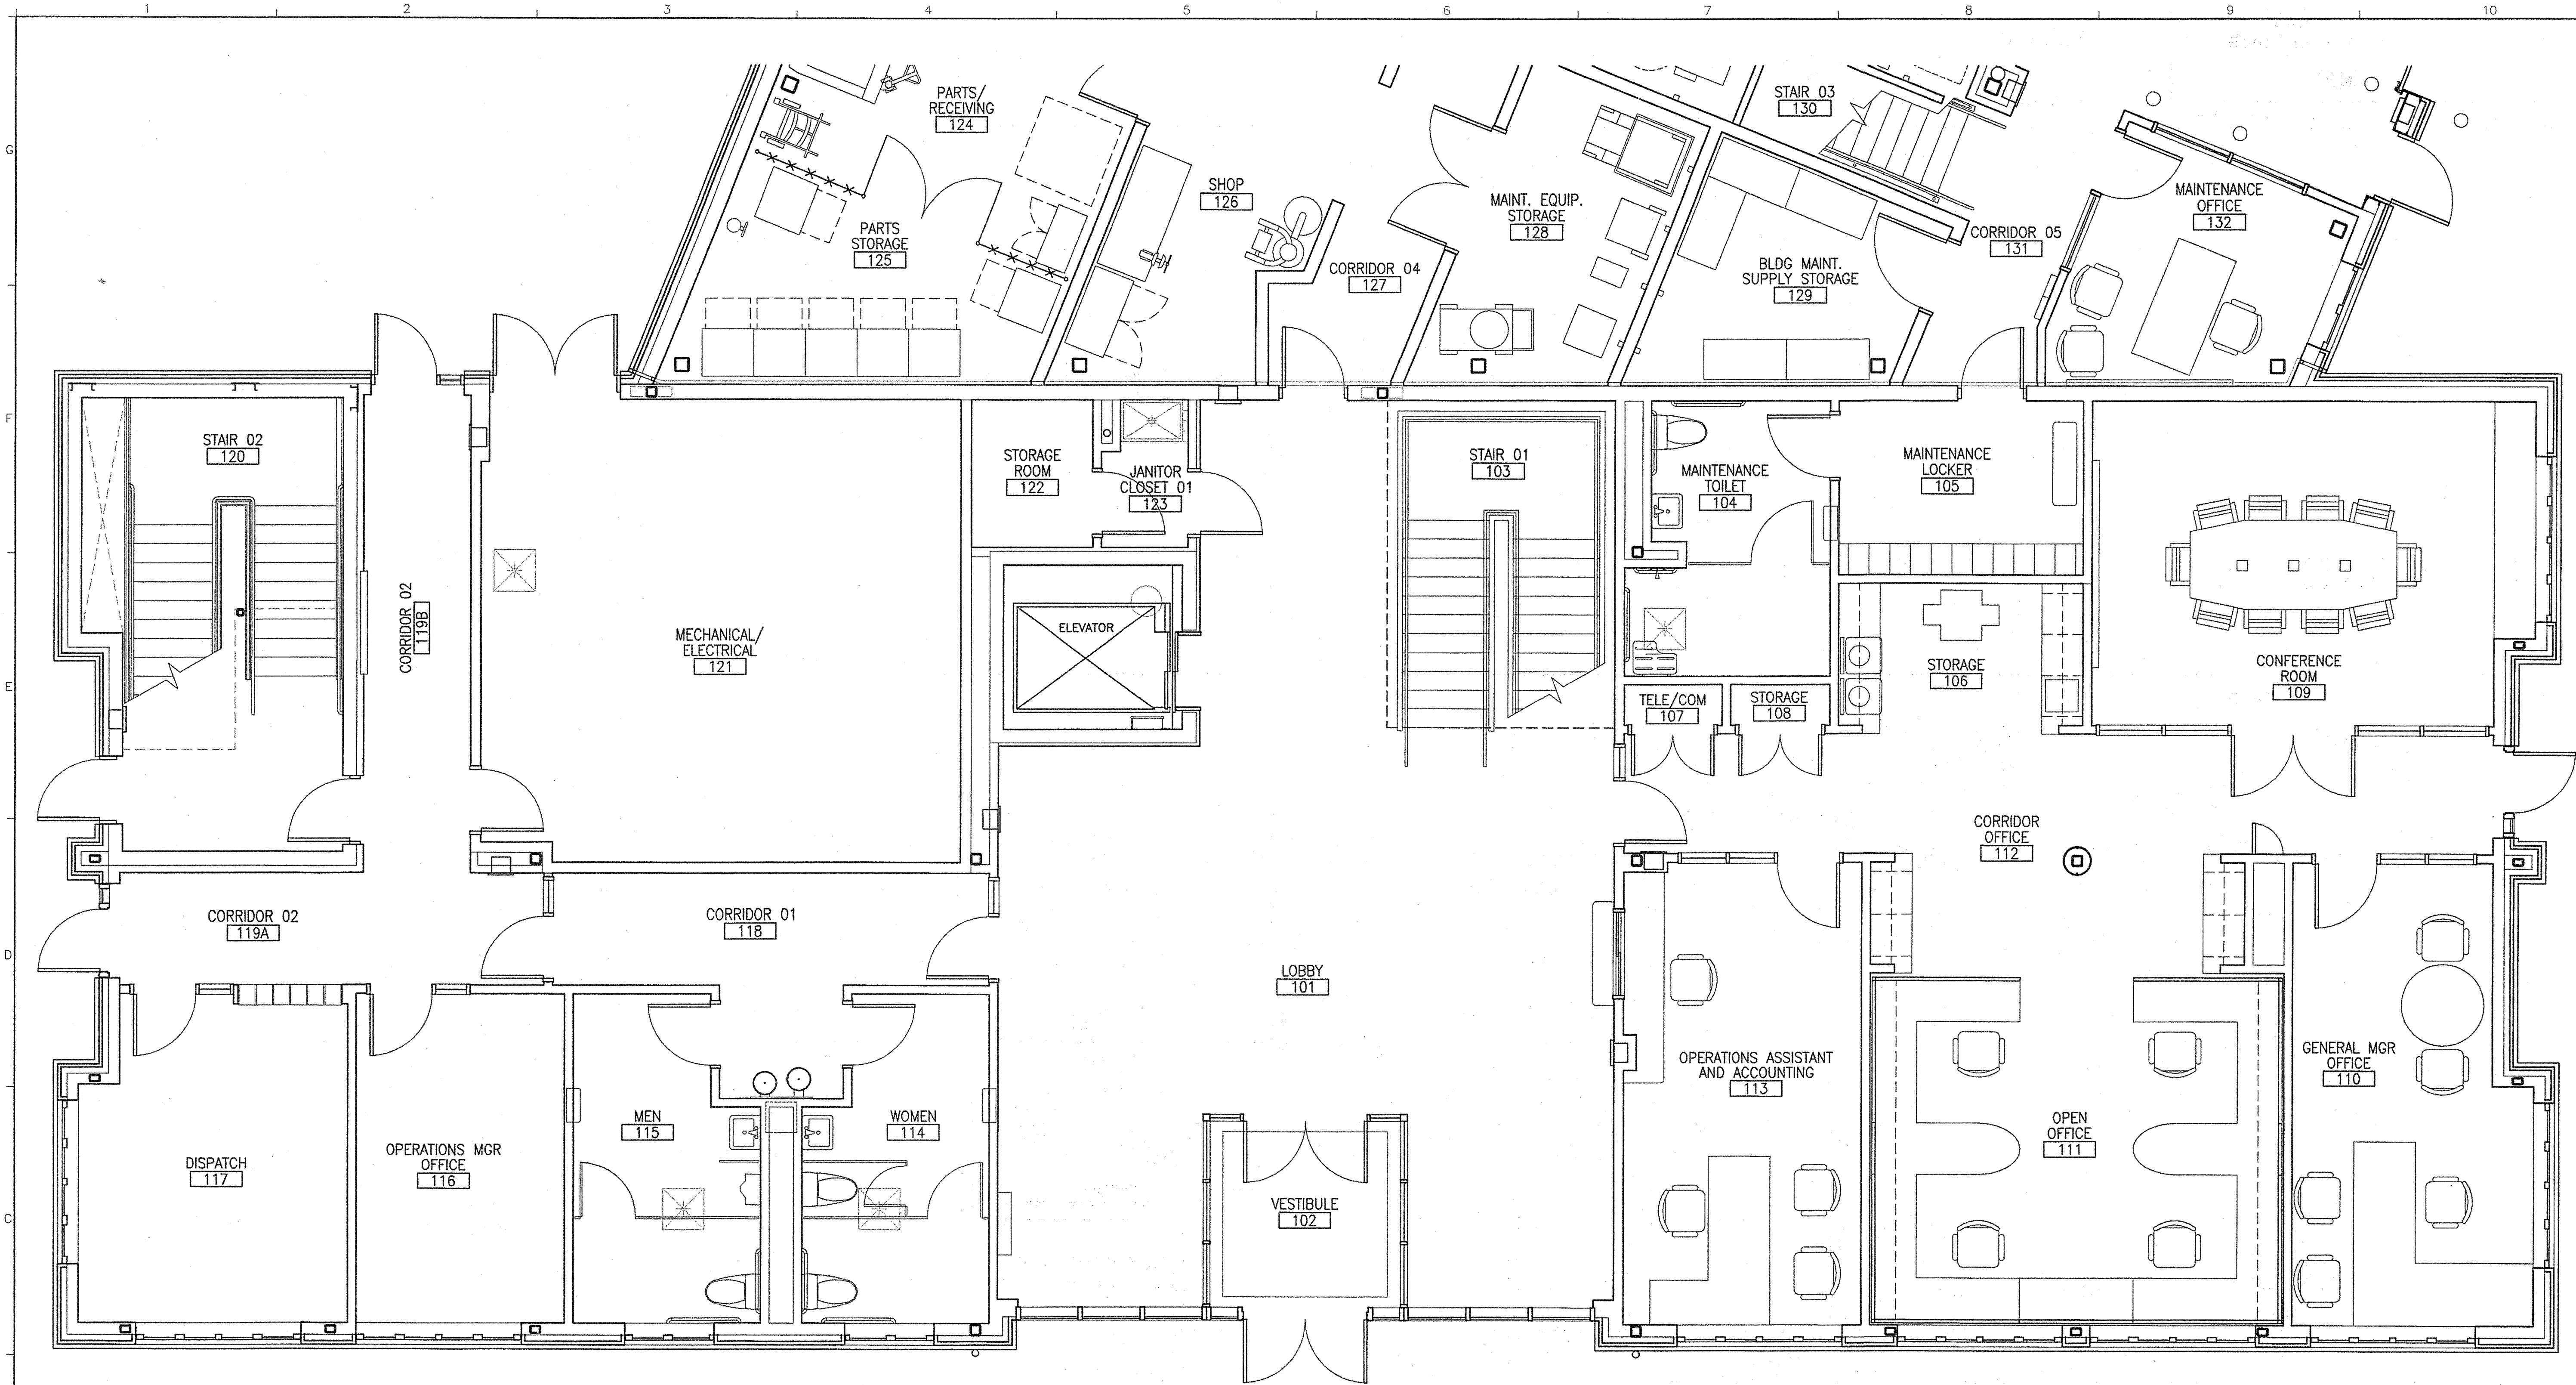 1 2 3 4 5 6 7 8 9 10
G
F
E
D
C
PARTS/
RECEIVING
124
STAIR 03
130
SHOP
126
MAINT. EQUIP.
STORAGE
128
MAINTENANCE
OFFICE
132
PARTS
STORAGE
125
CORRIDOR 04
127
BLDG MAINT.
SUPPLY STORAGE
129
CORRIDOR 05
131
STAIR 02
120
STORAGE
ROOM
122
JANITOR
CLOSET 01
123
STAIR 01
103
MAINTENANCE
TOILET
104
MAINTENANCE
LOCKER
105
CORRIDOR 02
119B
MECHANICAL/
ELECTRICAL
121
ELEVATOR
TELE/COM
107
STORAGE
108
STORAGE
106
CONFERENCE
ROOM
109
CORRIDOR
OFFICE
112
CORRIDOR 02
119A
CORRIDOR 01
118
LOBBY
101
OPERATIONS ASSISTANT
AND ACCOUNTING
113
GENERAL MGR
OFFICE
110
OPEN
OFFICE
111
DISPATCH
117
OPERATIONS MGR
OFFICE
116
MEN
115
WOMEN
114
VESTIBULE
102